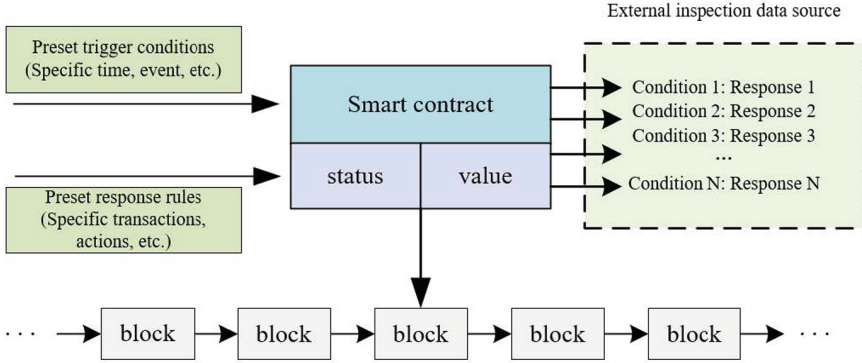 External inspection data source
Preset trigger conditions
(Specific time, event, etc.)
Smart contract
status
value
Condition 1: Response 1
Condition 2: Response 2
Condition 3: Response 3
...
Condition N: Response N
Preset response rules
(Specific transactions,
actions, etc.)
... block block block block block ...